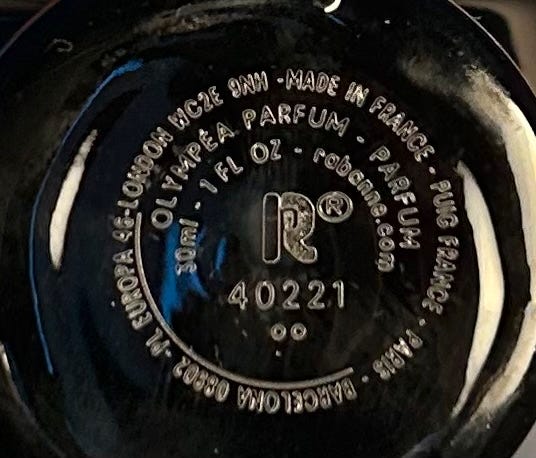 MADE IN FRANCE - PUIG FRANCE - PARIS - BARCELONA 08902 - PL EUROPA 46 - LONDON WC2E 9NH -
OLYMPÉA PARFUM - PARFUM
30ml - 1 FL OZ - rabanne.com
R®
40221